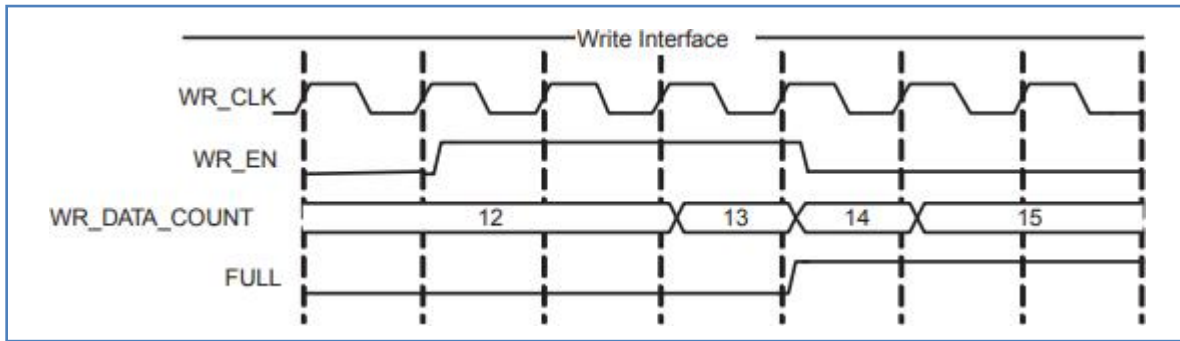 Write Interface
WR_CLK
WR_EN
WR_DATA_COUNT 12 13 14 15
FULL